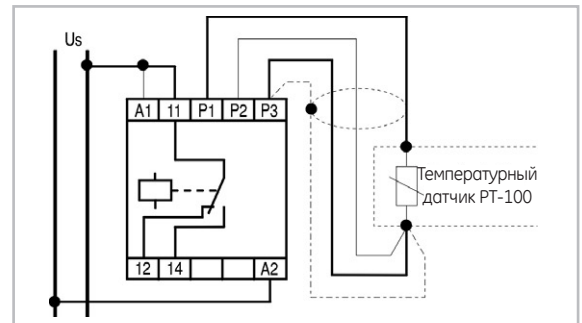 Us
A1 11 P1 P2 P3
Температурный
датчик PT-100
12 14 A2